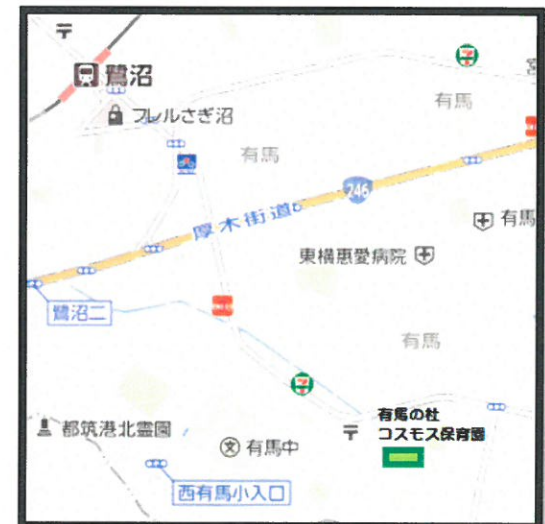 〒
鷺沼
フレルさぎ沼
有馬
有馬
246
厚木街道
有馬
東横恵愛病院
鷺沼二
有馬
有馬の杜
コスモス保育園
〒
都筑港北霊園
文 有馬中
西有馬小入口